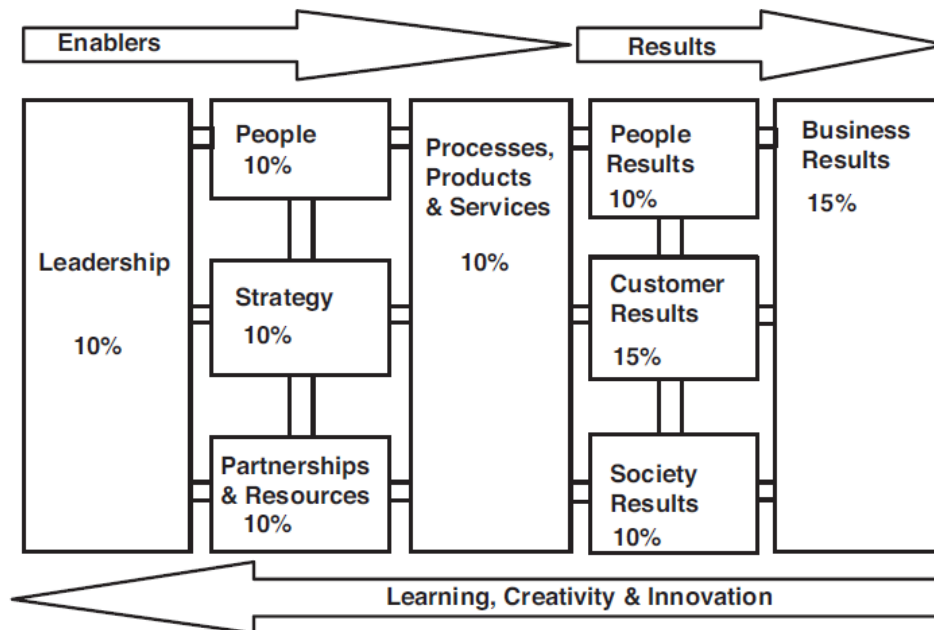 Enablers
Results
Leadership
10%
People
10%
Strategy
10%
Partnerships
& Resources
10%
Processes,
Products
& Services
10%
People
Results
10%
Customer
Results
15%
Society
Results
10%
Business
Results
15%
Learning, Creativity & Innovation